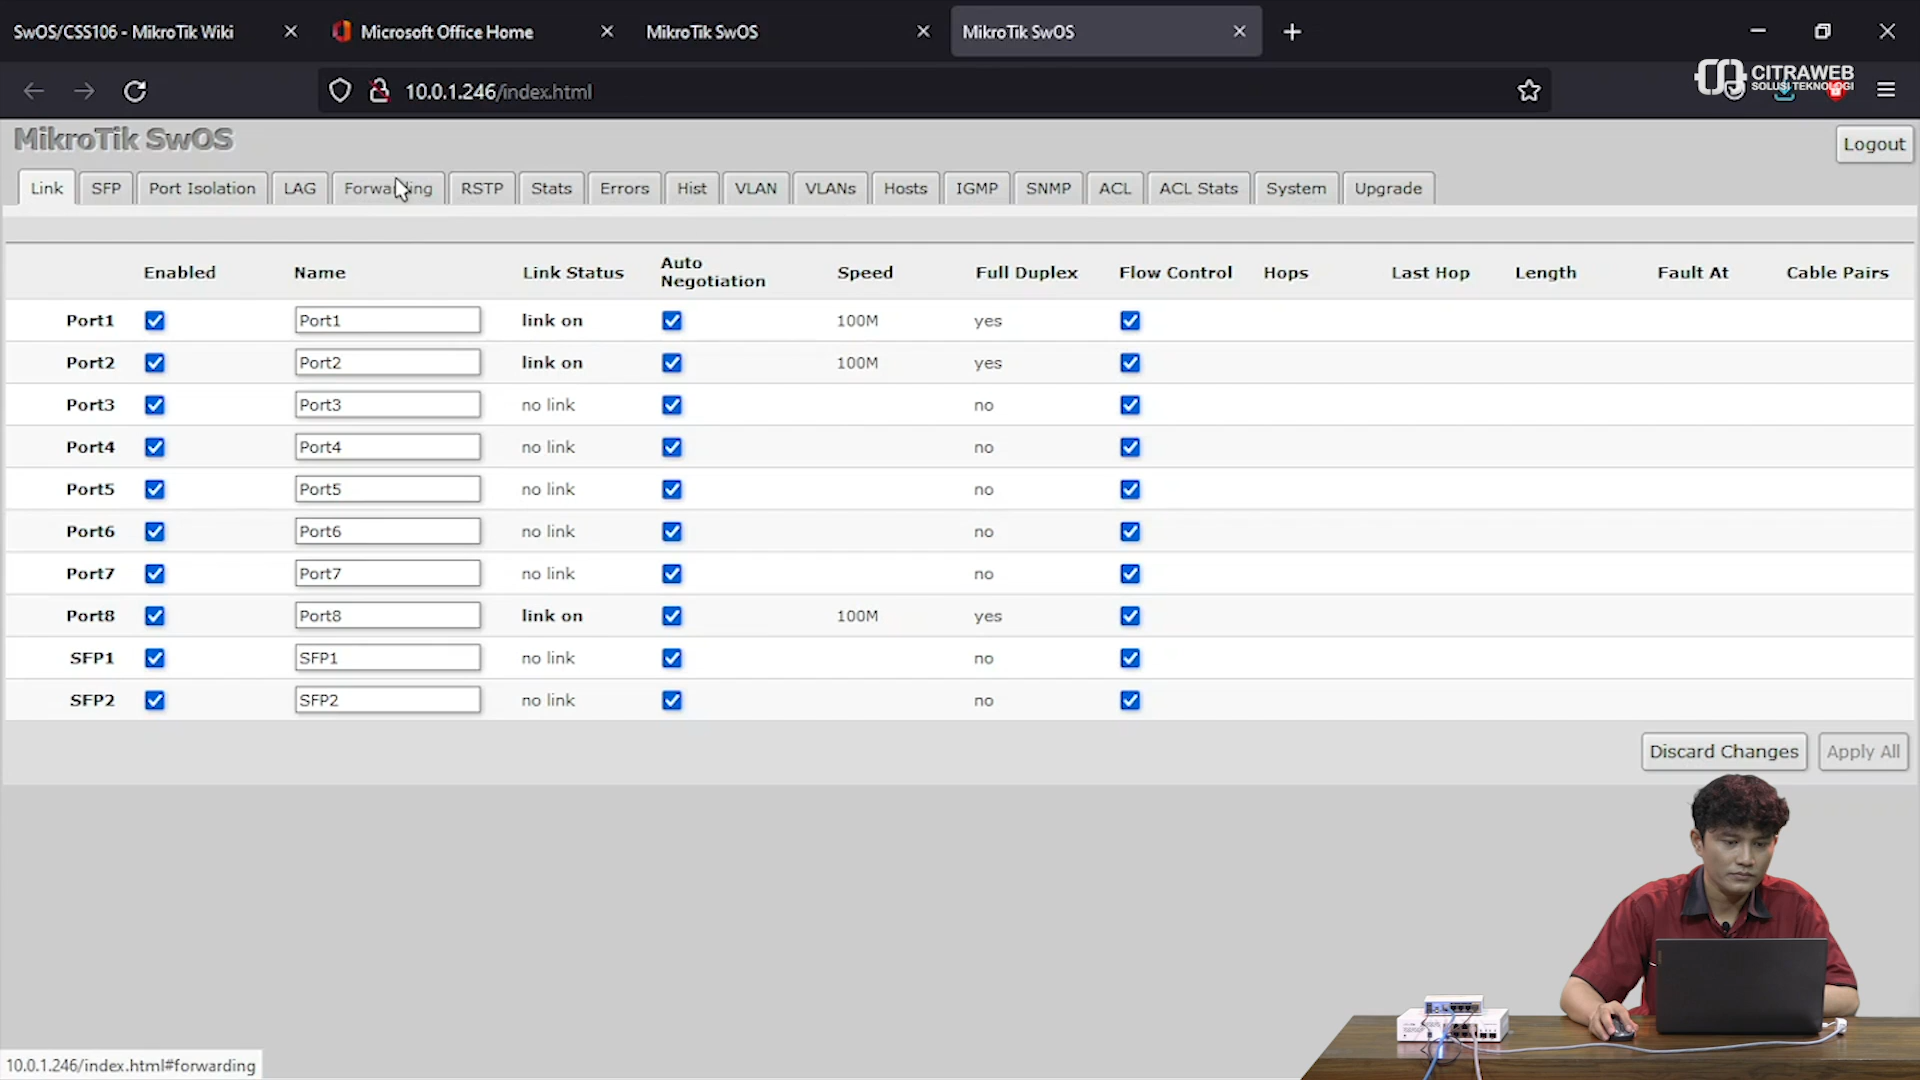 SwOS/CSS106 - MikroTik Wiki
Microsoft Office Home
MikroTik SwOS
MikroTik SwOS
10.0.1.246/index.html
CITRAWEB
SOLUSI TEKNOLOGI
MikroTik SwOS
Logout
Link SFP Port Isolation LAG Forwarding RSTP Stats Errors Hist VLAN VLANs Hosts IGMP SNMP ACL ACL Stats System Upgrade
Enabled Name Link Status Auto Negotiation Speed Full Duplex Flow Control Hops Last Hop Length Fault At Cable Pairs
Port1 Port1 link on 100M yes
Port2 Port2 link on 100M yes
Port3 Port3 no link no
Port4 Port4 no link no
Port5 Port5 no link no
Port6 Port6 no link no
Port7 Port7 no link no
Port8 Port8 link on 100M yes
SFP1 SFP1 no link no
SFP2 SFP2 no link no
Discard Changes Apply All
10.0.1.246/index.html#forwarding